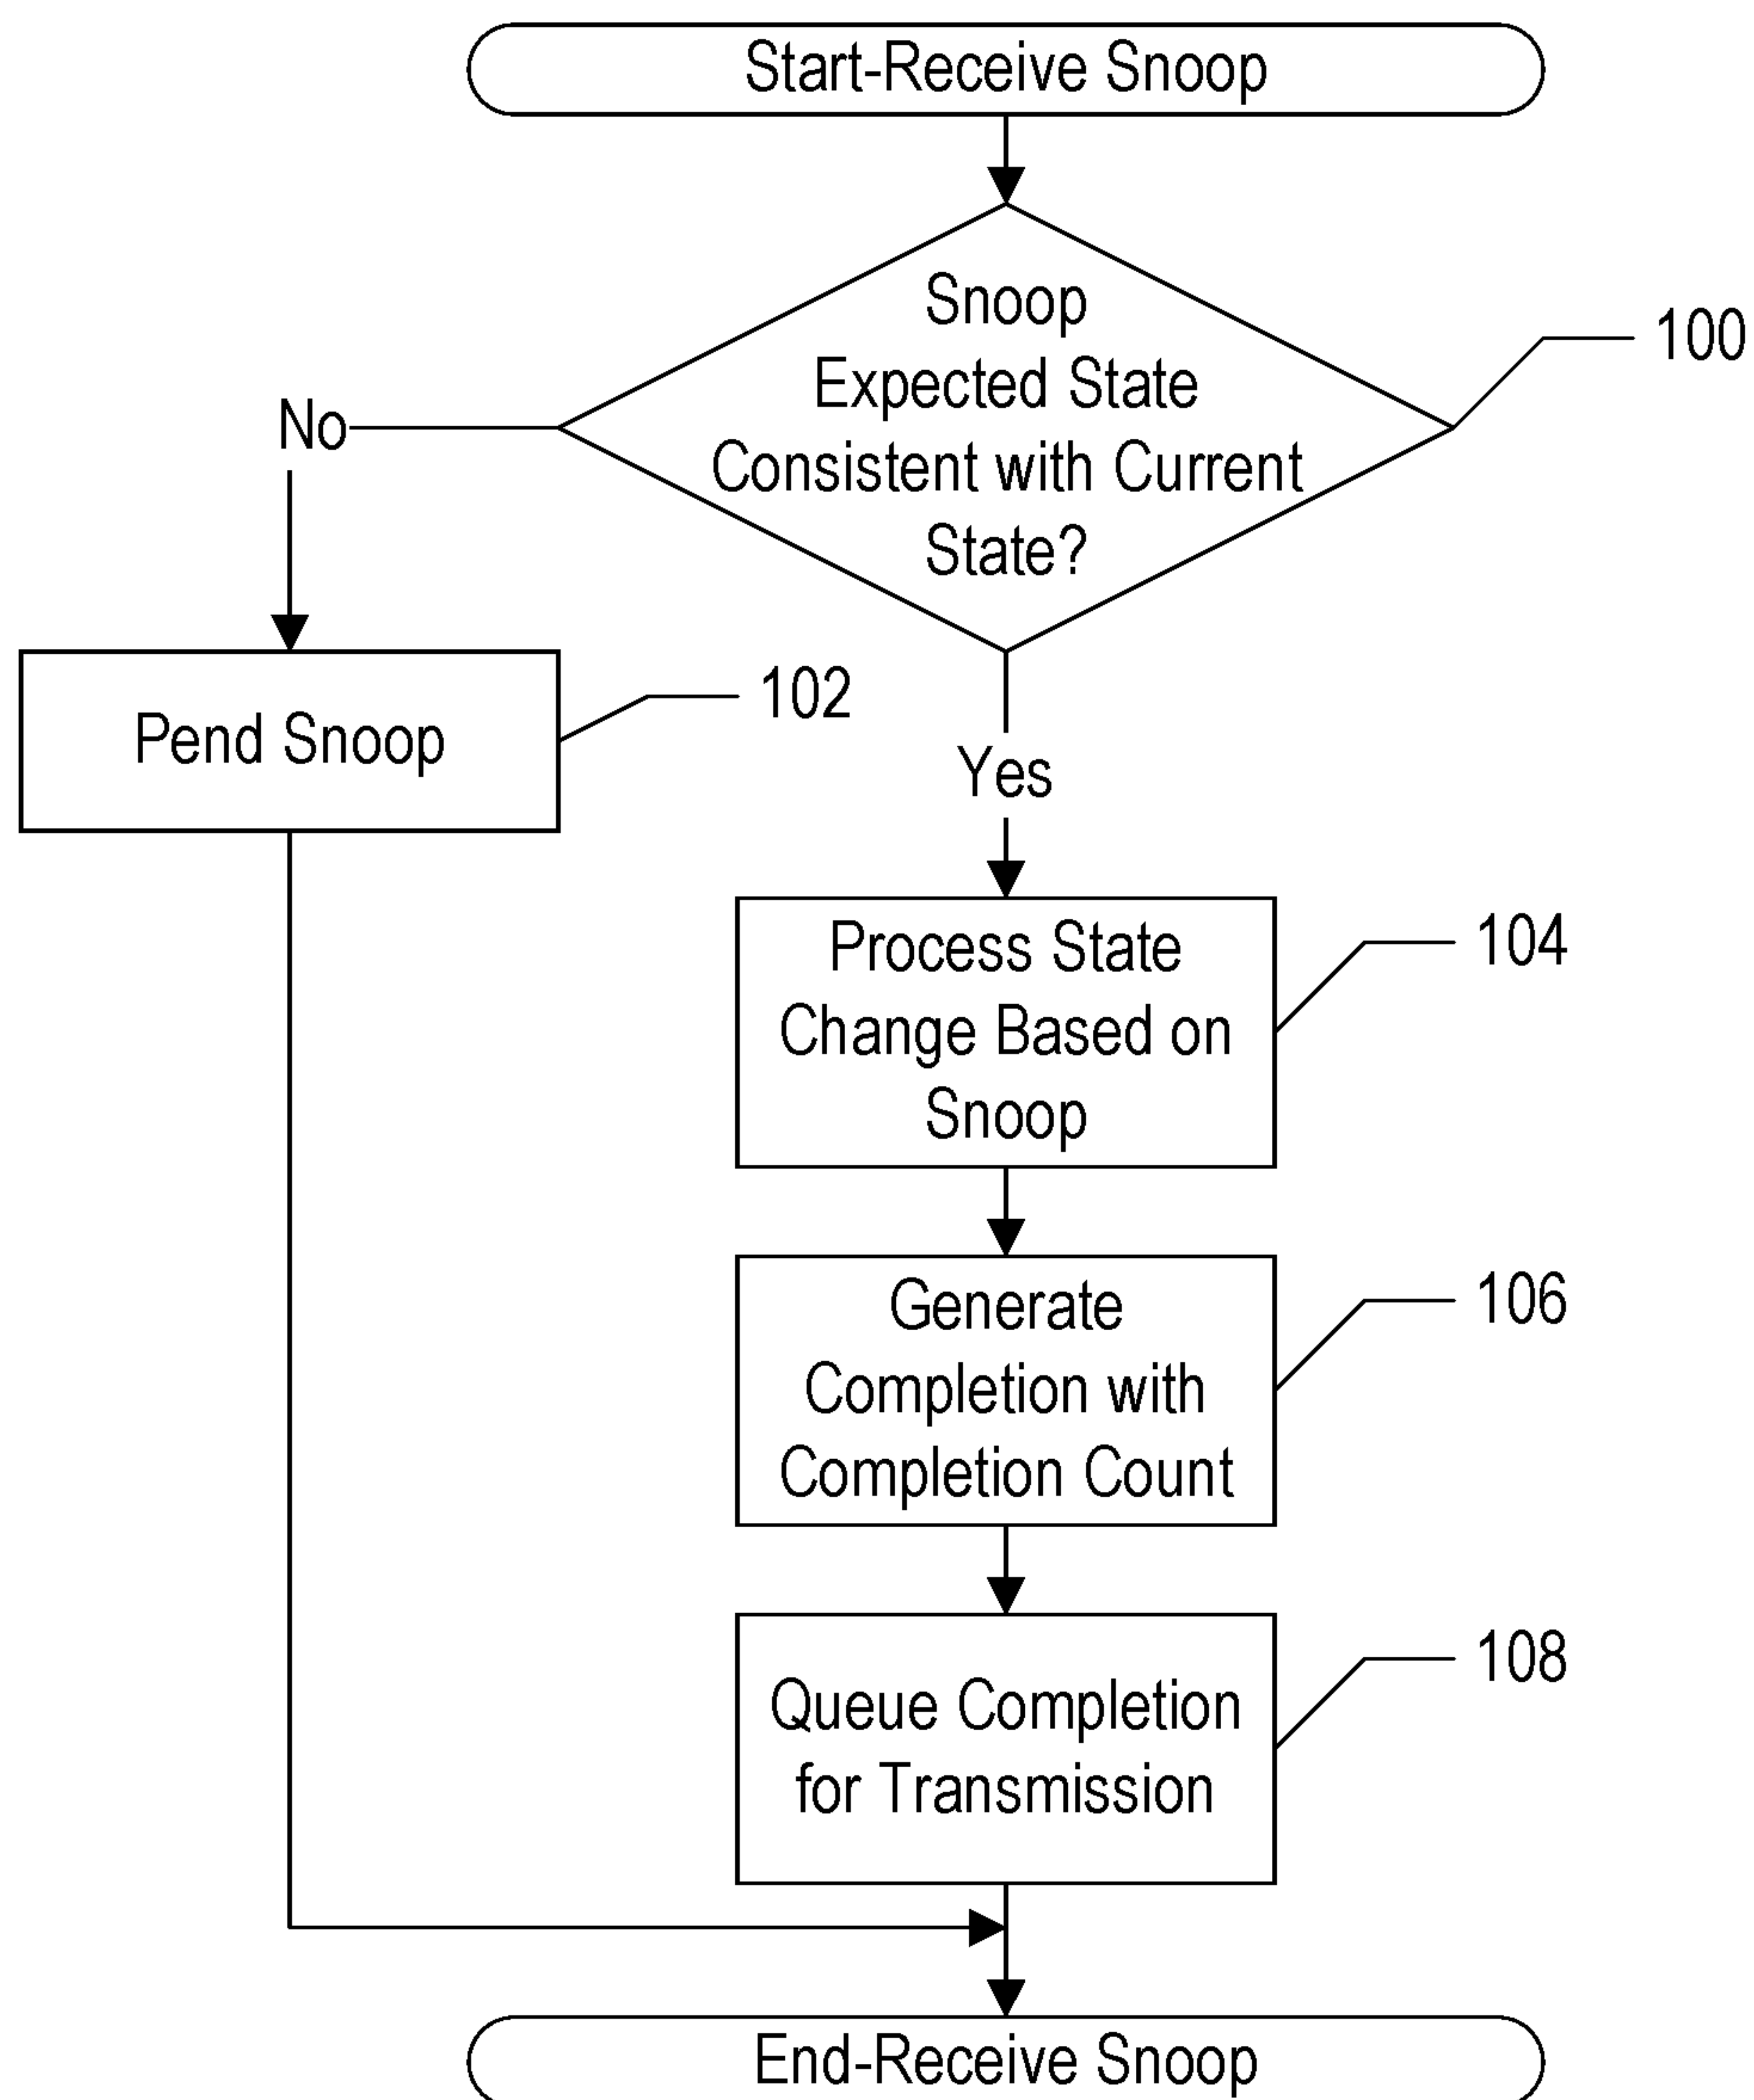 Start-Receive Snoop
Snoop
Expected State
Consistent with Current
State?
100
No
Pend Snoop
102
Yes
Process State
Change Based on
Snoop
104
Generate
Completion with
Completion Count
106
Queue Completion
for Transmission
108
End-Receive Snoop